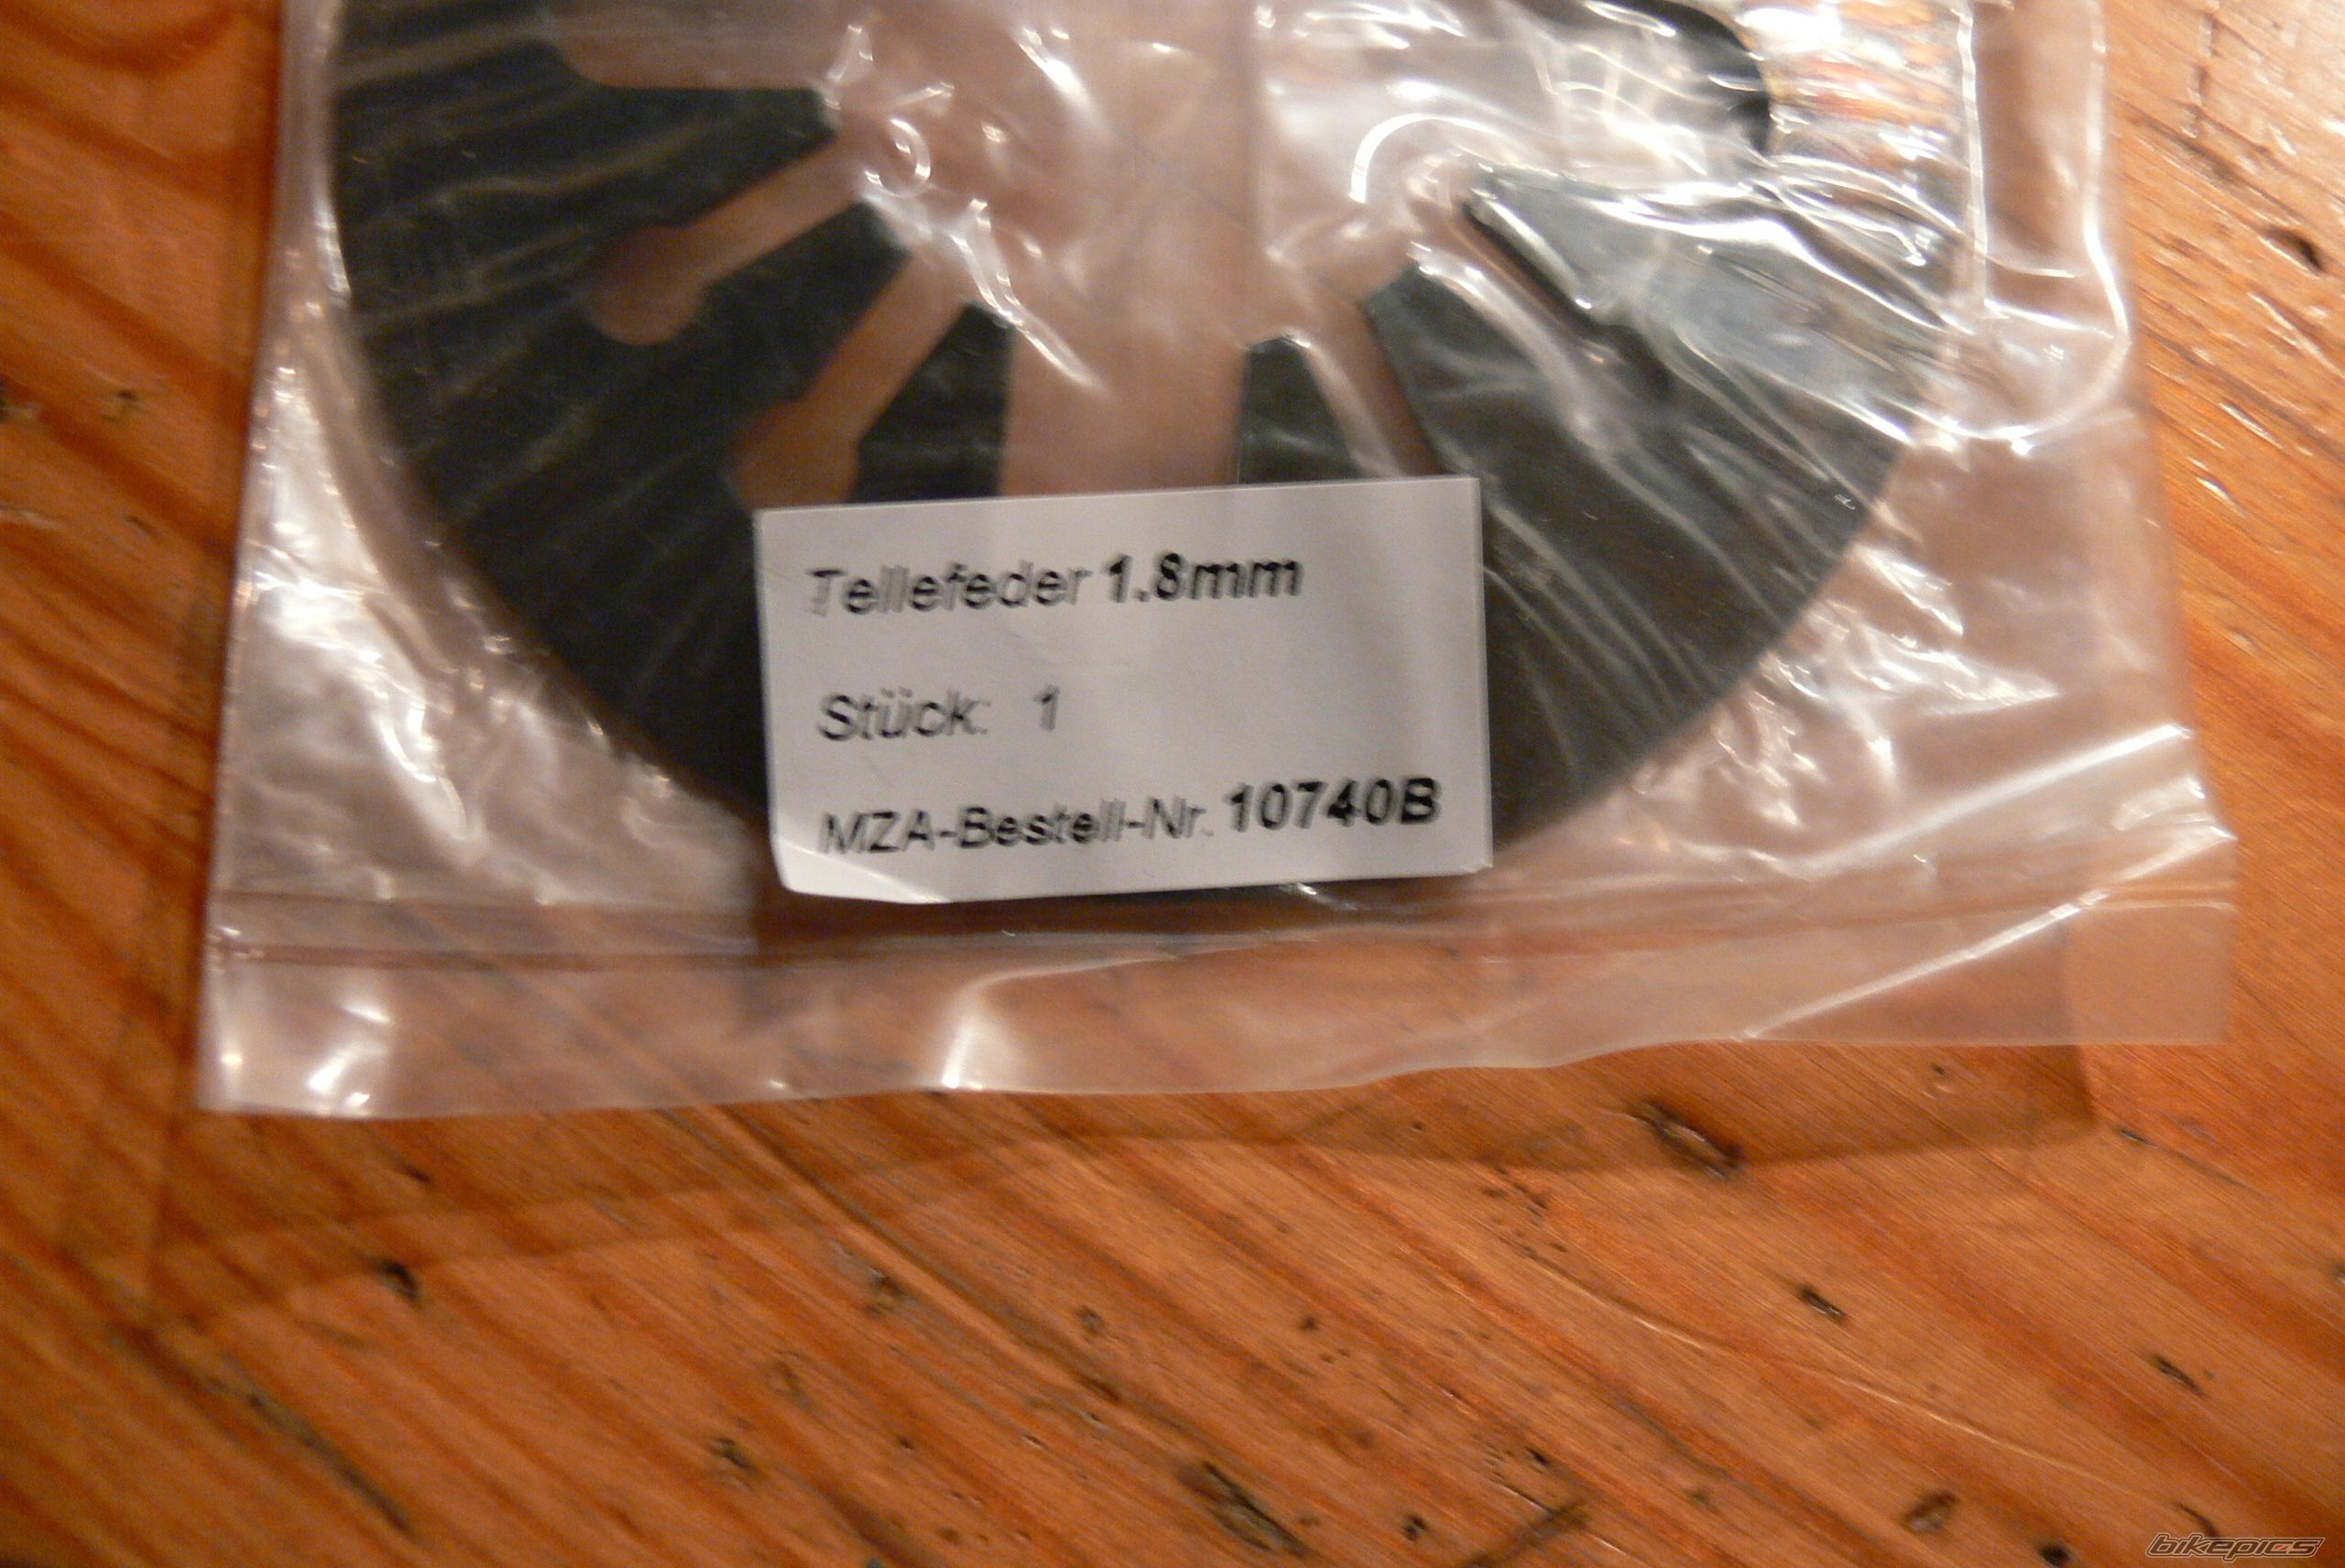 Tellefeder 1.8mm
Stück: 1
MZA-Bestell-Nr. 10740B
bikepics